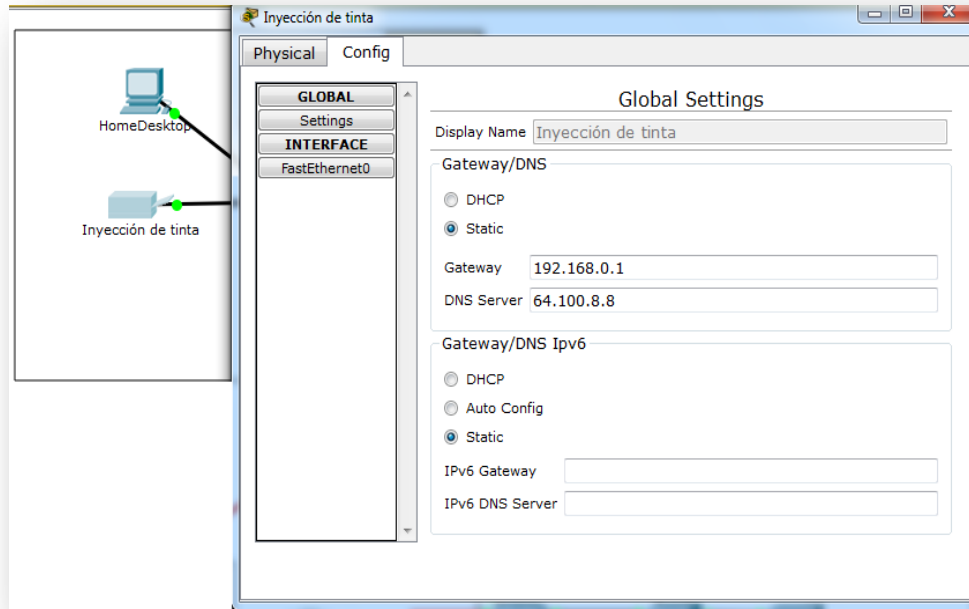 Inyección de tinta
Physical
Config
HomeDesktop
Inyección de tinta
GLOBAL
Settings
INTERFACE
FastEthernet0
Global Settings
Display Name Inyección de tinta
Gateway/DNS
DHCP
Static
Gateway 192.168.0.1
DNS Server 64.100.8.8
Gateway/DNS Ipv6
DHCP
Auto Config
Static
IPv6 Gateway
IPv6 DNS Server